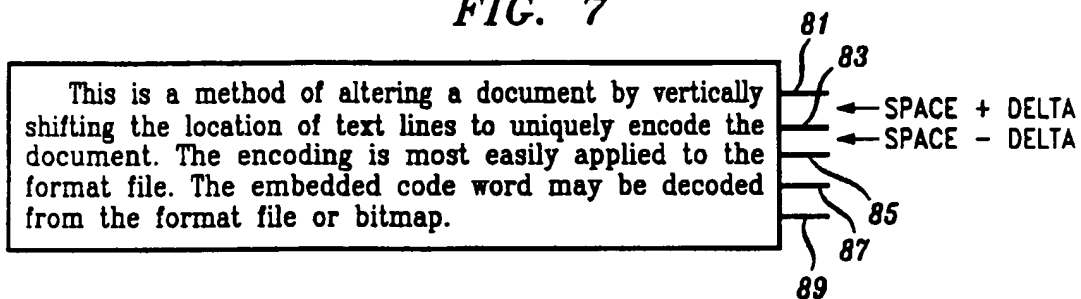 FIG. 7
81
83
This is a method of altering a document by vertically
shifting the location of text lines to uniquely encode the
document. The encoding is most easily applied to the
format file. The embedded code word may be decoded
from the format file or bitmap.
SPACE + DELTA
SPACE - DELTA
85
87
89